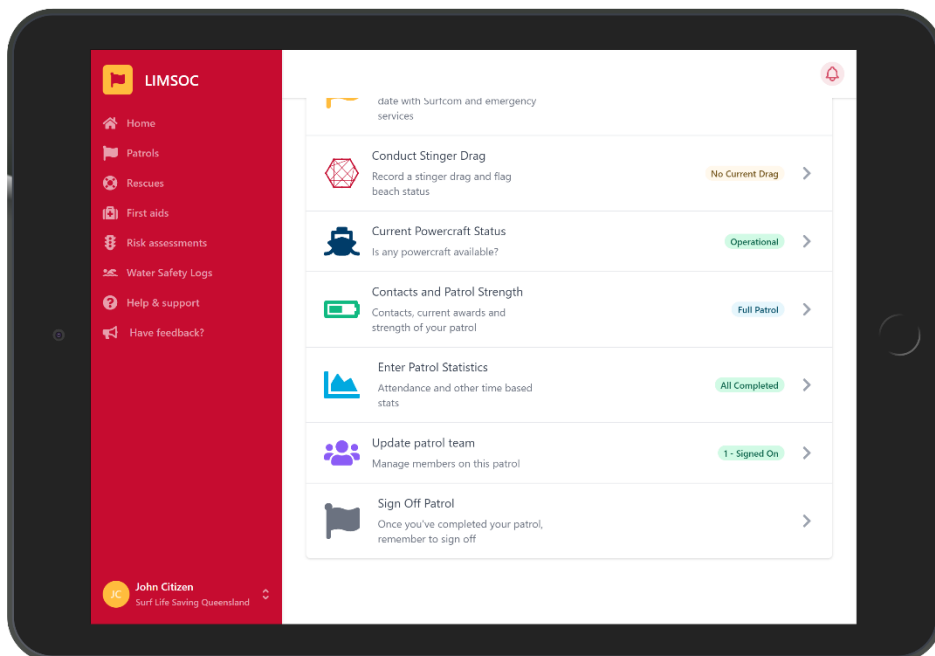 LIMSOC
Home
Patrols
Rescues
First aids
Risk assessments
Water Safety Logs
Help & support
Have feedback?
JC
John Citizen
Surf Life Saving Queensland
date with Surfcom and emergency
services
Conduct Stinger Drag
Record a stinger drag and flag
beach status
No Current Drag
Current Powercraft Status
Is any powercraft available?
Operational
Contacts and Patrol Strength
Contacts, current awards and
strength of your patrol
Full Patrol
Enter Patrol Statistics
Attendance and other time based
stats
All Completed
Update patrol team
Manage members on this patrol
1 - Signed On
Sign Off Patrol
Once you've completed your patrol,
remember to sign off